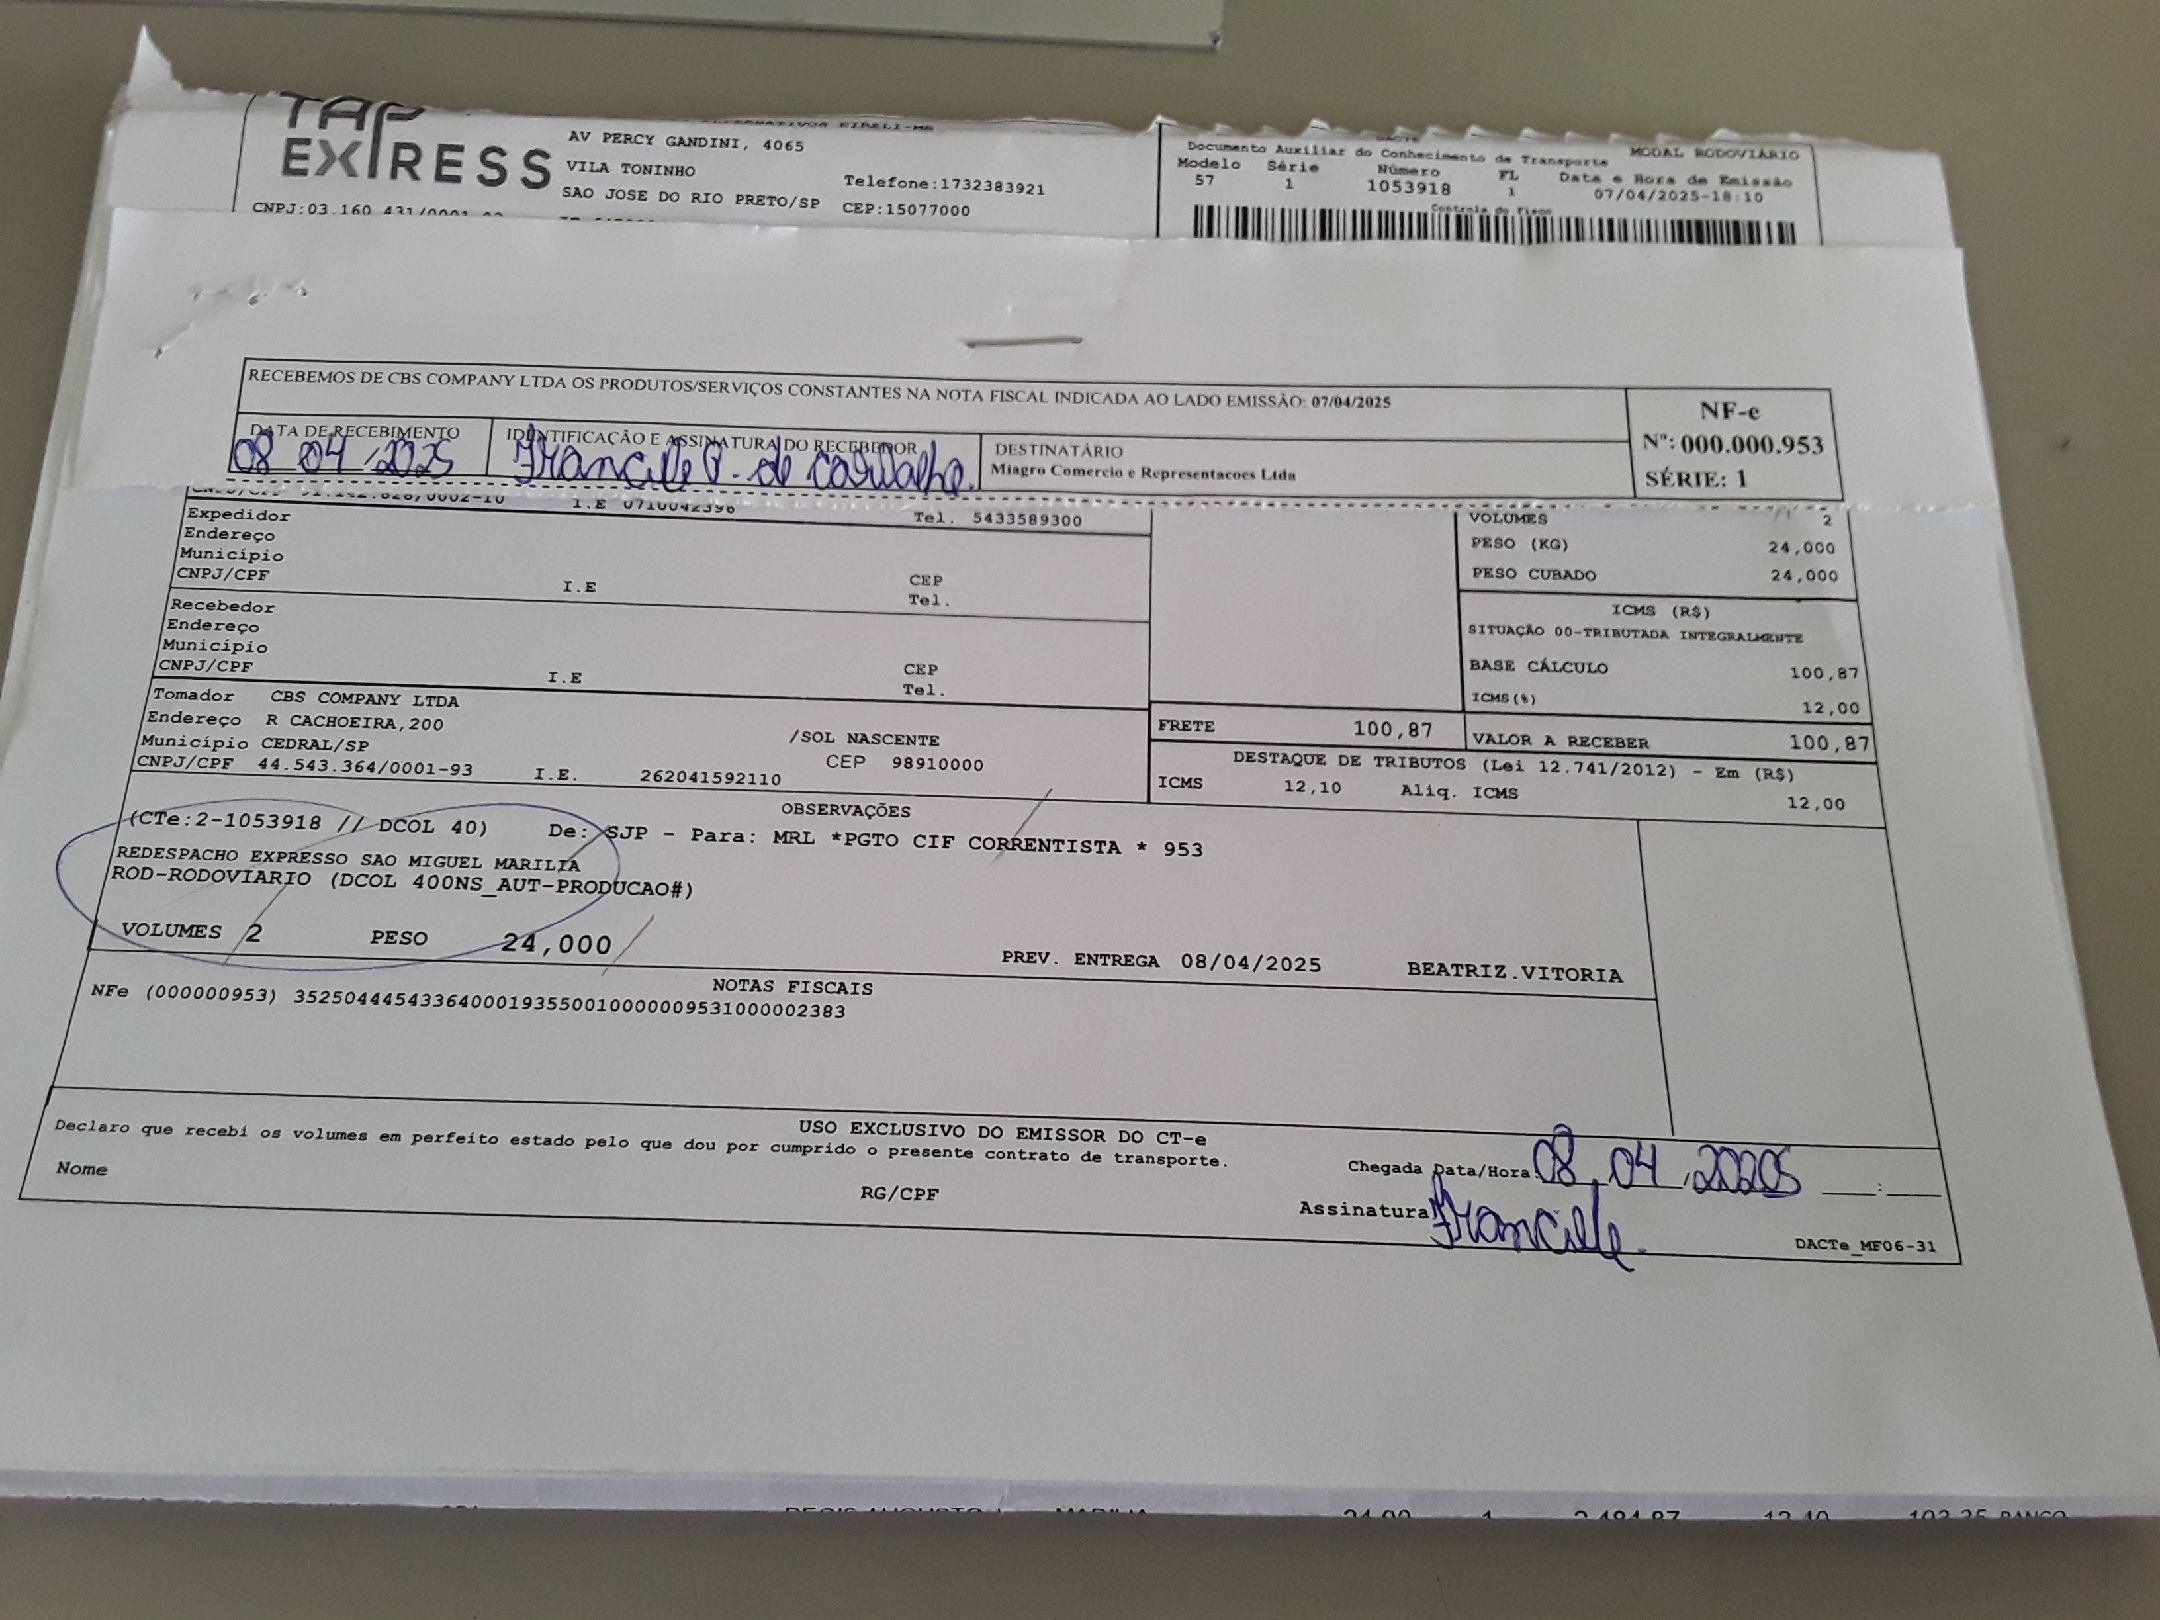 TAP
EXPRESS
AV PERCY GANDINI, 4065
VILA TONINHO
SAO JOSE DO RIO PRETO/SP
Telefone:1732383921
CEP:15077000
CNPJ:03.160
DACTE
Documento Auxiliar do Conhecimento de Transporte
MODAL RODOVIÁRIO
Modelo Série Número FL Data e Hora de Emissão
57 1 1053918 1 07/04/2025-18:10
Controle do Fisco
RECEBEMOS DE CBS COMPANY LTDA OS PRODUTOS/SERVIÇOS CONSTANTES NA NOTA FISCAL INDICADA AO LADO EMISSÃO: 07/04/2025
NF-e
Nº: 000.000.953
SÉRIE: 1
DATA DE RECEBIMENTO
08 04 2025
IDENTIFICAÇÃO E ASSINATURA DO RECEBEDOR
de Carvalho
DESTINATÁRIO
Miagro Comercio e Representacoes Ltda
Tel. 5433589300
Expedidor
Endereço
Município
CNPJ/CPF I.E CEP
Tel.
Recebedor
Endereço
Município
CNPJ/CPF I.E CEP
Tel.
Tomador CBS COMPANY LTDA
Endereço R CACHOEIRA,200 /SOL NASCENTE
Município CEDRAL/SP CEP 98910000
CNPJ/CPF 44.543.364/0001-93 I.E. 262041592110
VOLUMES 2
PESO (KG) 24,000
PESO CUBADO 24,000
ICMS (R$)
SITUAÇÃO 00-TRIBUTADA INTEGRALMENTE
BASE CÁLCULO 100,87
ICMS(%) 12,00
FRETE 100,87 VALOR A RECEBER 100,87
DESTAQUE DE TRIBUTOS (Lei 12.741/2012) - Em (R$)
ICMS 12,10 Aliq. ICMS 12,00
OBSERVAÇÕES
(CTe:2-1053918 // DCOL 40) De: SJP - Para: MRL *PGTO CIF CORRENTISTA * 953
REDESPACHO EXPRESSO SAO MIGUEL MARILIA
ROD-RODOVIARIO (DCOL 400NS_AUT-PRODUCAO#)
VOLUMES 2 PESO 24,000
PREV. ENTREGA 08/04/2025 BEATRIZ.VITORIA
NOTAS FISCAIS
NFe (000000953) 35250444543364000193550010000009531000002383
USO EXCLUSIVO DO EMISSOR DO CT-e
Declaro que recebi os volumes em perfeito estado pelo que dou por cumprido o presente contrato de transporte.
Nome RG/CPF
Chegada Data/Hora 08 04
Assinatura
DACTe_MF06-31